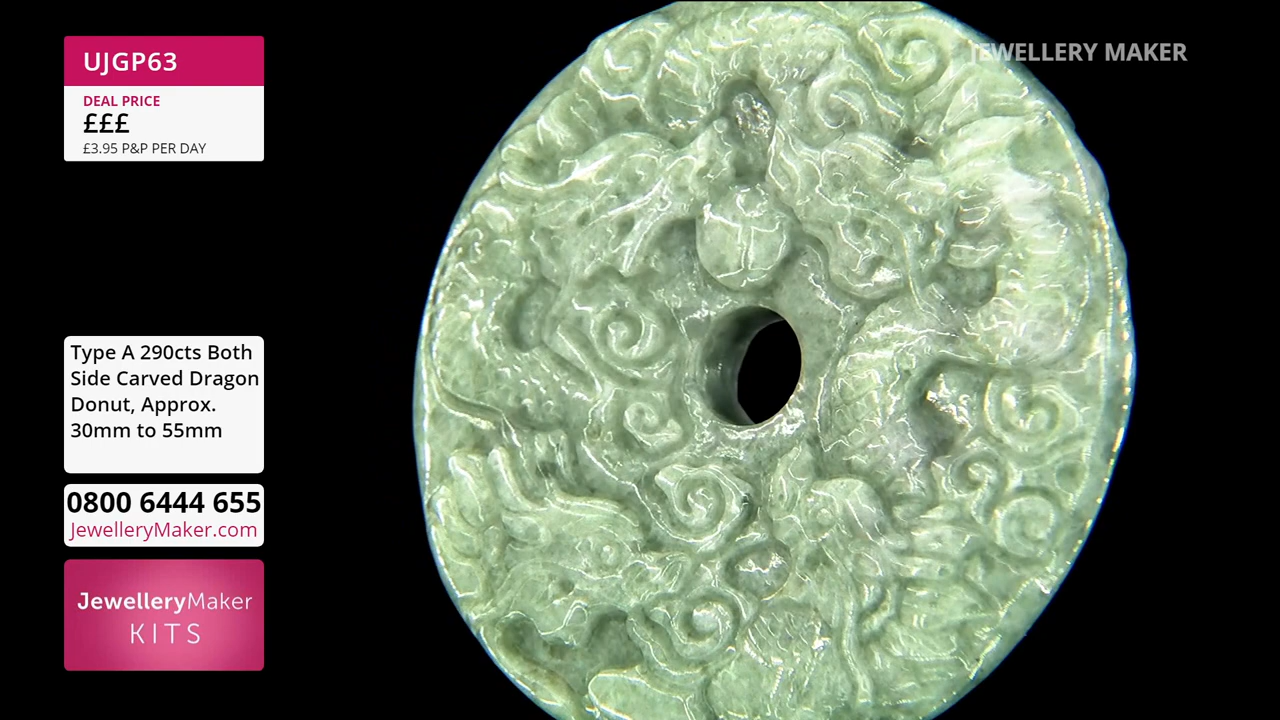 UJGP63
DEAL PRICE
£££
£3.95 P&P PER DAY
JEWELLERY MAKER
Type A 290cts Both
Side Carved Dragon
Donut, Approx.
30mm to 55mm
0800 6444 655
JewelleryMaker.com
JewelleryMaker
KITS